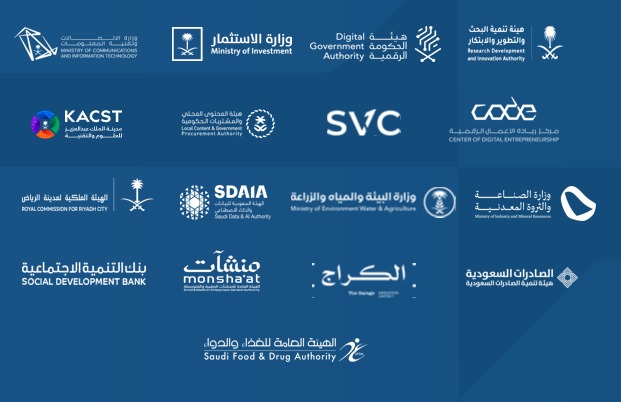 وزارة الاتصالات
وتقنية المعلومات
MINISTRY OF COMMUNICATIONS
AND INFORMATION TECHNOLOGY
وزارة الاستثمار
Ministry of Investment
Digital
Government
Authority
هيئة
الحكومة
الرقمية
هيئة تنمية البحث
والتطوير والابتكار
Research Development
and Innovation Authority
KACST
مدينة الملك عبدالعزيز
للعلوم والتقنية
هيئة المحتوى المحلي
والمشتريات الحكومية
Local Content & Government
Procurement Authority
SVC
code
مركز ريادة الأعمال الرقمية
CENTER OF DIGITAL ENTREPRENEURSHIP
الهيئة الملكية لمدينة الرياض
ROYAL COMMISSION FOR RIYADH CITY
SDAIA
الهيئة السعودية للبيانات
والذكاء الاصطناعي
Saudi Data & AI Authority
وزارة البيئة والمياه والزراعة
Ministry of Environment Water & Agriculture
وزارة الصناعة
والثروة المعدنية
Ministry of Industry and Mineral Resources
بنك التنمية الاجتماعية
SOCIAL DEVELOPMENT BANK
منشآت
monsha'at
الهيئة العامة للمنشآت الصغيرة والمتوسطة
الكراج
The Garage
الصادرات السعودية
هيئة تنمية الصادرات السعودية
الهيئة العامة للغذاء والدواء
Saudi Food & Drug Authority